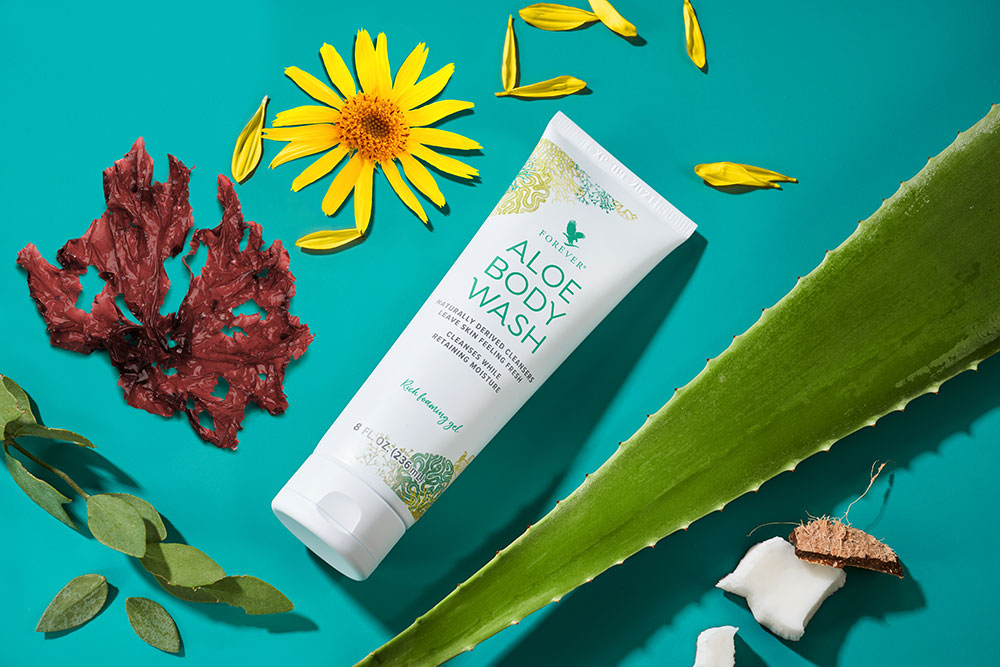 FOREVER®
ALOE
BODY
WASH
NATURALLY DERIVED CLEANSERS
LEAVE SKIN FEELING FRESH
CLEANSES WHILE
RETAINING MOISTURE
Rich foaming gel
8 FL. OZ. (236 mL)